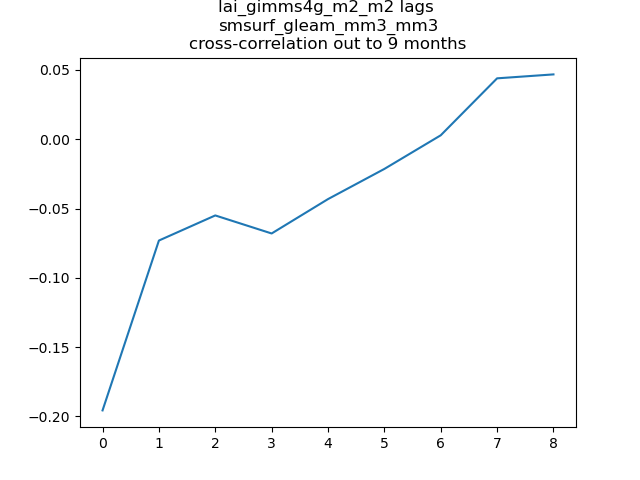 lai_gimms4g_m2_m2 lags
smsurf_gleam_mm3_mm3
cross-correlation out to 9 months
0.05
0.00
−0.05
−0.10
−0.15
−0.20
0 1 2 3 4 5 6 7 8